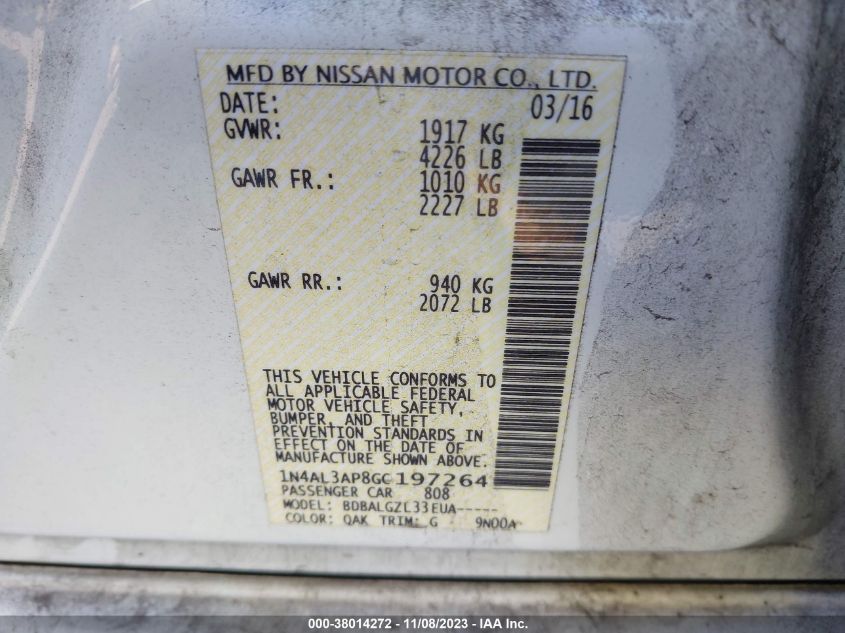 MFD BY NISSAN MOTOR CO., LTD.
DATE: 03/16
GVWR: 1917 KG
4226 LB
GAWR FR.: 1010 KG
2227 LB
GAWR RR.: 940 KG
2072 LB
THIS VEHICLE CONFORMS TO
ALL APPLICABLE FEDERAL
MOTOR VEHICLE SAFETY,
BUMPER, AND THEFT
PREVENTION STANDARDS IN
EFFECT ON THE DATE OF
MANUFACTURE SHOWN ABOVE.
1N4AL3AP8GC197264
PASSENGER CAR 808
MODEL: BDBALGZL33EUA-----
COLOR: QAK TRIM: G 9N00A
000-38014272 - 11/08/2023 - © IAA Holdings, Inc.